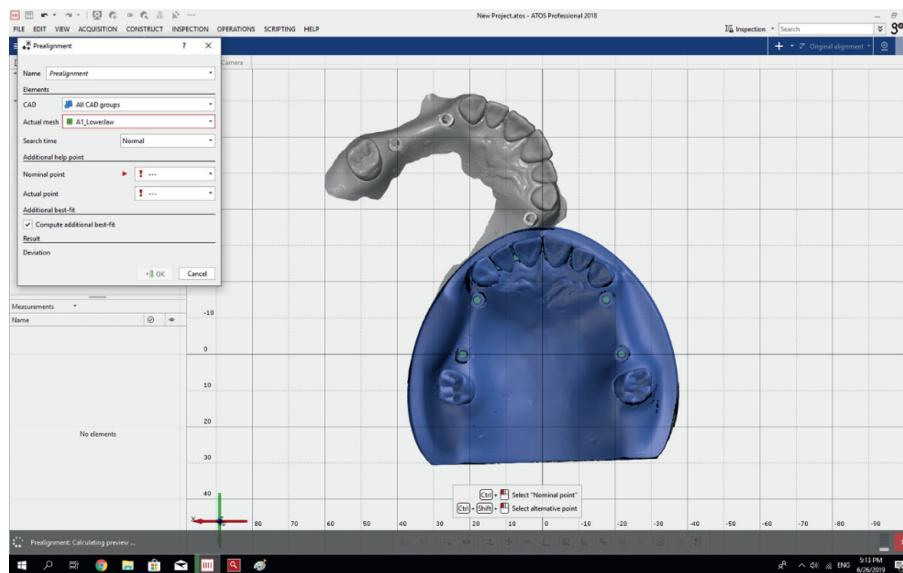 New Project.atos - ATOS Professional 2018
FILE EDIT VIEW ACQUISITION CONSTRUCT INSPECTION OPERATIONS SCRIPTING HELP
Inspection Search
Prealignment ? ×
Original alignment
Camera
Name Prealignment
Elements
CAD All CAD groups
Actual mesh A1_LowerJaw
Search time Normal
Additional help point
Nominal point ! ---
Actual point ! ---
Additional best-fit
Compute additional best-fit
Result
Deviation
OK Cancel
Measurements
Name
No elements
-10
0
10
20
30
40
80 70 60 50 40 30 20 10 0 -10 -20 -30 -40 -50 -60 -70 -80 -90
Ctrl + Select "Nominal point"
Ctrl + Shift + Select alternative point
Prealignment: Calculating preview ...
ENG 5:13 PM
6/26/2019